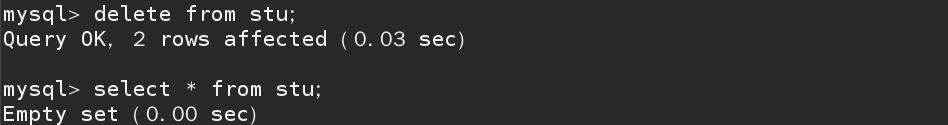 mysql> delete from stu;
Query OK, 2 rows affected (0.03 sec)
mysql> select * from stu;
Empty set (0.00 sec)